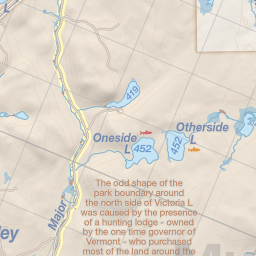 419
Oneside
L
452
Otherside
L
452
Major
ley
The odd shape of the
park boundary around
the north side of Victoria L
was caused by the presence
of a hunting lodge - owned
by the one time governor of
Vermont - who purchased
most of the land around the